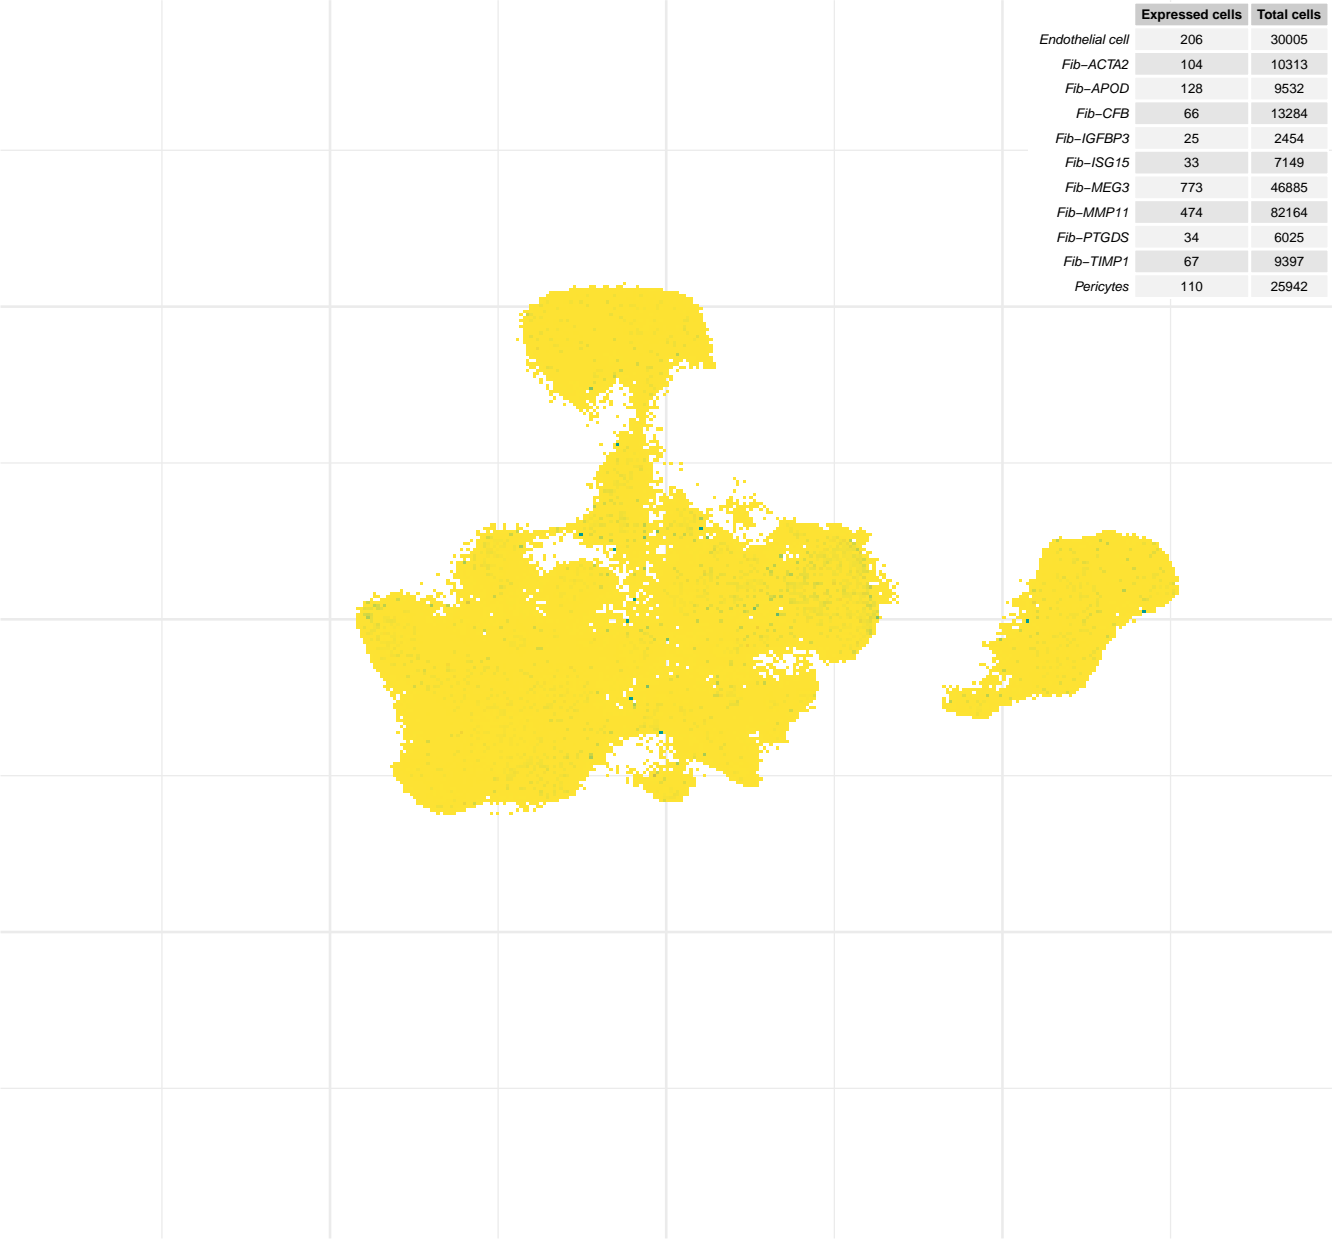 Expressed cells Total cells
Endothelial cell 206 30005
Fib−ACTA2 104 10313
Fib−APOD 128 9532
Fib−CFB 66 13284
Fib−IGFBP3 25 2454
Fib−ISG15 33 7149
Fib−MEG3 773 46885
Fib−MMP11 474 82164
Fib−PTGDS 34 6025
Fib−TIMP1 67 9397
Pericytes 110 25942